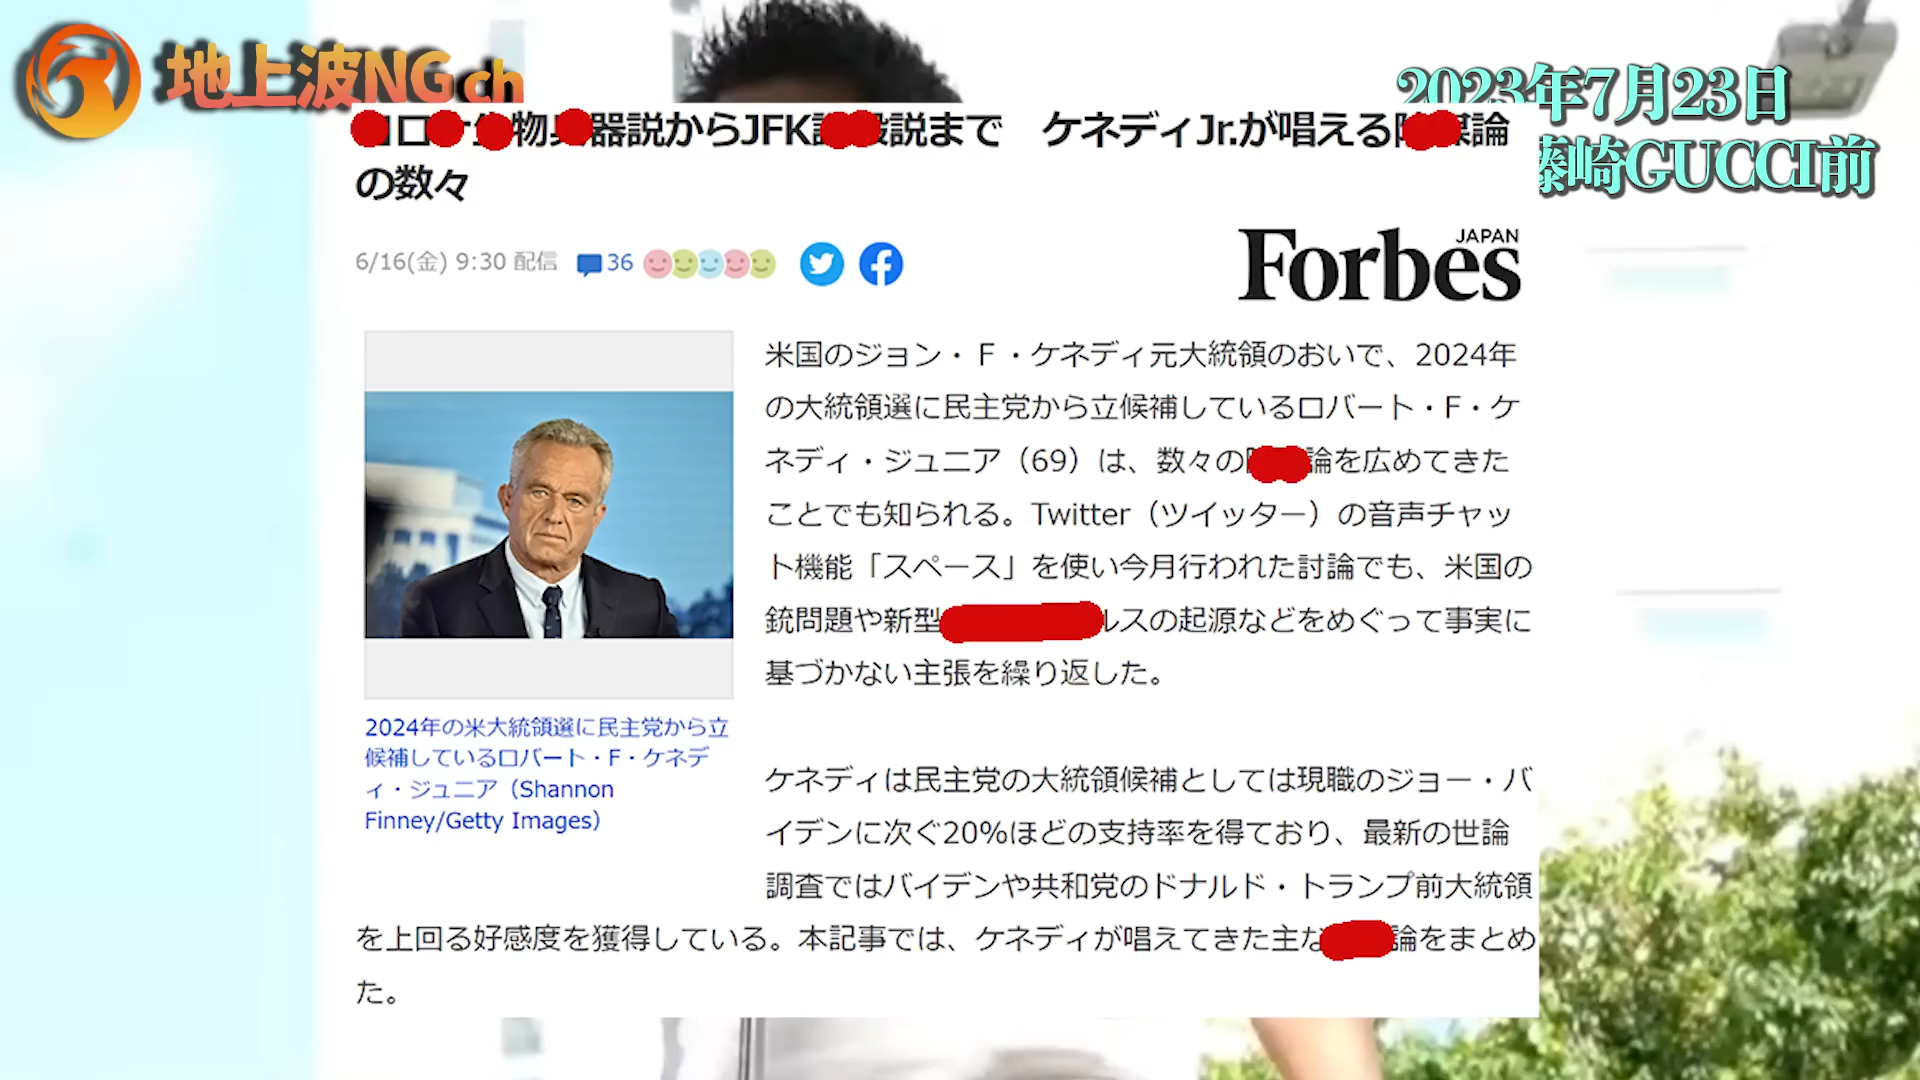 地上波NG ch
2023年7月23日
藤崎GUCCI前
ロ 物 器説からJFK 説まで ケネディJr.が唱える 論
の数々
6/16(金) 9:30 配信 36
Forbes JAPAN
米国のジョン・F・ケネディ元大統領のおいで、2024年
の大統領選に民主党から立候補しているロバート・F・ケ
ネディ・ジュニア（69）は、数々の 論を広めてきた
ことでも知られる。Twitter（ツイッター）の音声チャッ
ト機能「スペース」を使い今月行われた討論でも、米国の
銃問題や新型 ルスの起源などをめぐって事実に
基づかない主張を繰り返した。
2024年の米大統領選に民主党から立
候補しているロバート・F・ケネデ
ィ・ジュニア（Shannon
Finney/Getty Images）
ケネディは民主党の大統領候補としては現職のジョー・バ
イデンに次ぐ20%ほどの支持率を得ており、最新の世論
調査ではバイデンや共和党のドナルド・トランプ前大統領
を上回る好感度を獲得している。本記事では、ケネディが唱えてきた主な 論をまとめ
た。